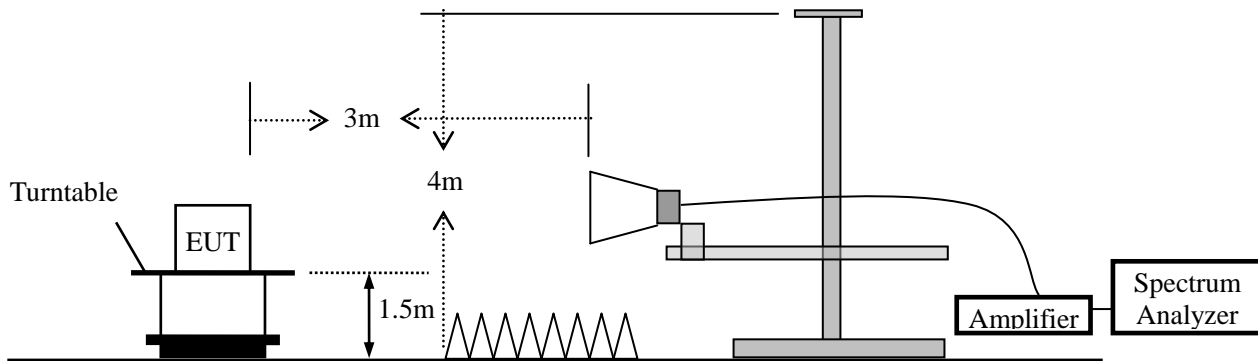 3m
4m
Turntable
EUT
1.5m
Amplifier
Spectrum
Analyzer